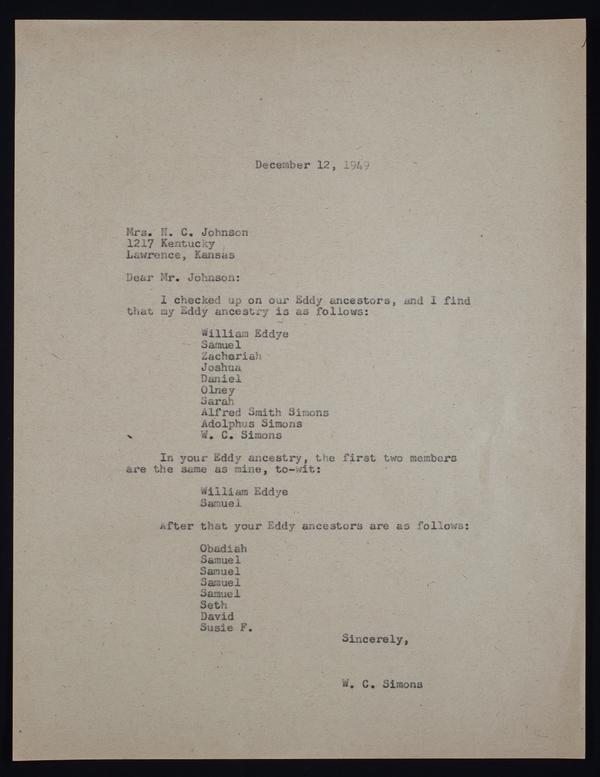 December 12, 1949
Mrs. N. C. Johnson
1217 Kentucky
Lawrence, Kansas
Dear Mr. Johnson:
I checked up on our Eddy ancestors, and I find
that my Eddy ancestry is as follows:
William Eddye
Samuel
Zachariah
Joshua
Daniel
Olney
Sarah
Alfred Smith Simons
Adolphus Simons
W. C. Simons
In your Eddy ancestry, the first two members
are the same as mine, to-wit:
William Eddye
Samuel
After that your Eddy ancestors are as follows:
Obadiah
Samuel
Samuel
Samuel
Samuel
Seth
David
Susie F.
Sincerely,
W. C. Simons